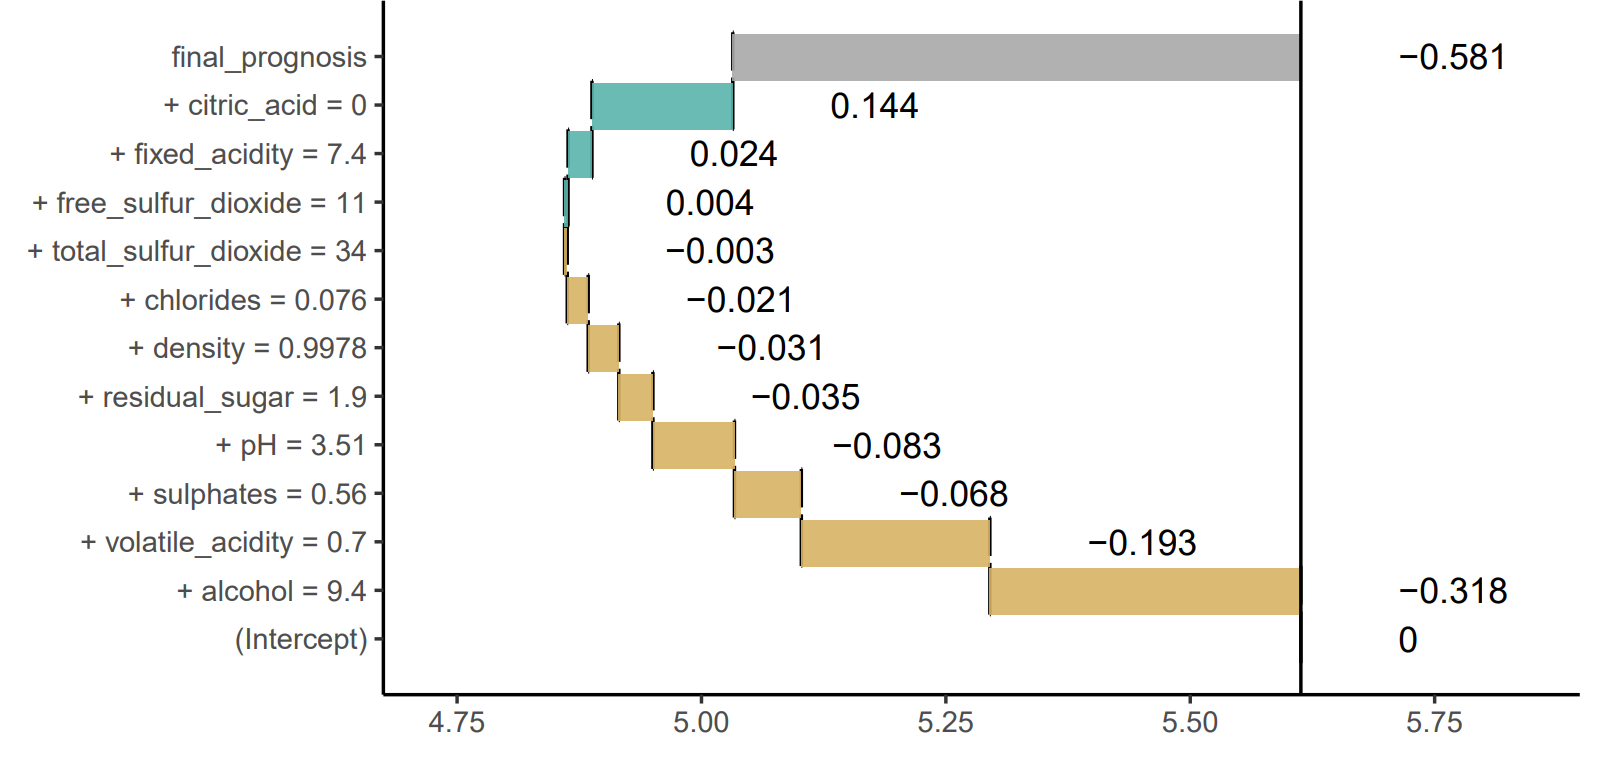 final_prognosis −0.581
+ citric_acid = 0 0.144
+ fixed_acidity = 7.4 0.024
+ free_sulfur_dioxide = 11 0.004
+ total_sulfur_dioxide = 34 −0.003
+ chlorides = 0.076 −0.021
+ density = 0.9978 −0.031
+ residual_sugar = 1.9 −0.035
+ pH = 3.51 −0.083
+ sulphates = 0.56 −0.068
+ volatile_acidity = 0.7 −0.193
+ alcohol = 9.4 −0.318
(Intercept) 0
4.75 5.00 5.25 5.50 5.75